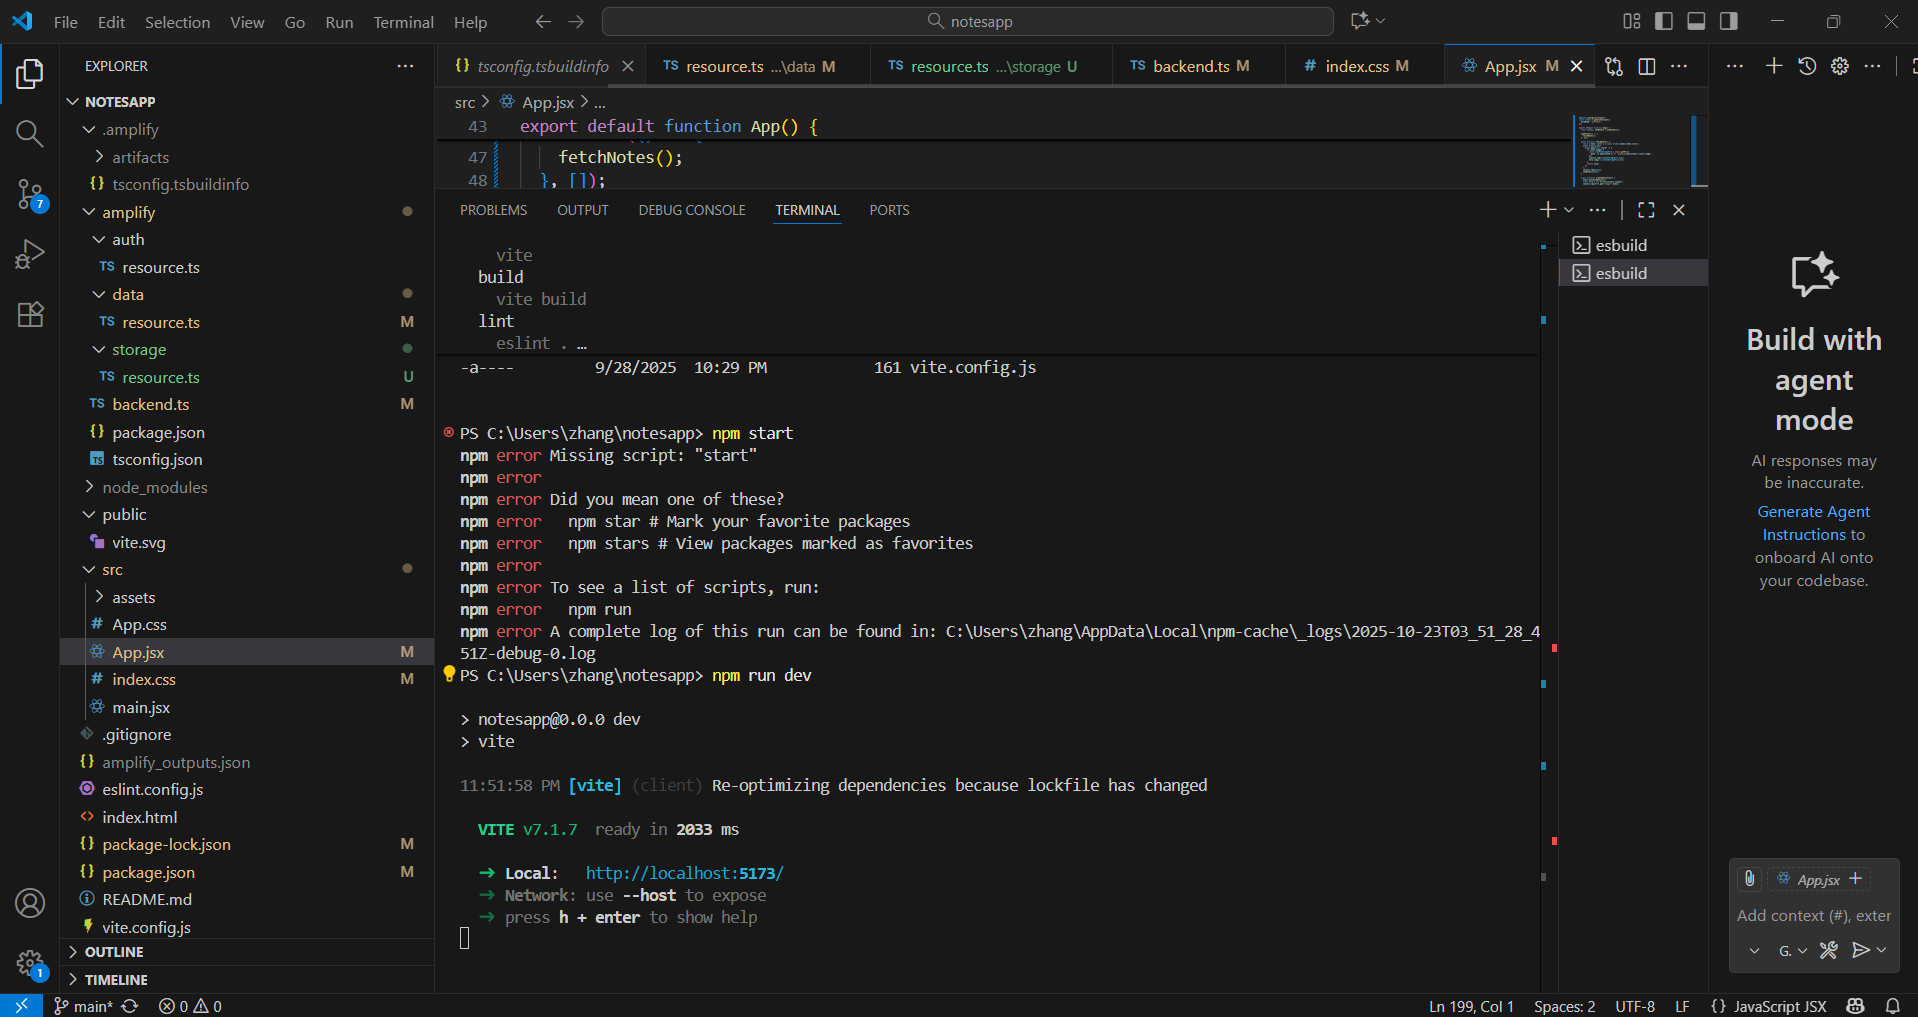 File Edit Selection View Go Run Terminal Help
notesapp
EXPLORER
NOTESAPP
.amplify
artifacts
{} tsconfig.tsbuildinfo
amplify
auth
TS resource.ts
data
TS resource.ts M
storage
TS resource.ts U
TS backend.ts M
{} package.json
TS tsconfig.json
node_modules
public
vite.svg
src
assets
# App.css
App.jsx M
# index.css M
main.jsx
.gitignore
{} amplify_outputs.json
eslint.config.js
<> index.html
{} package-lock.json M
{} package.json M
README.md
vite.config.js
OUTLINE
TIMELINE
7
1
{} tsconfig.tsbuildinfo
TS resource.ts ...\data M
TS resource.ts ...\storage U
TS backend.ts M
# index.css M
App.jsx M
src > App.jsx > ...
43 export default function App() {
47 fetchNotes();
48 }, []);
PROBLEMS OUTPUT DEBUG CONSOLE TERMINAL PORTS
vite
build
vite build
lint
eslint . …
-a---- 9/28/2025 10:29 PM 161 vite.config.js
PS C:\Users\zhang\notesapp> npm start
npm error Missing script: "start"
npm error
npm error Did you mean one of these?
npm error npm star # Mark your favorite packages
npm error npm stars # View packages marked as favorites
npm error
npm error To see a list of scripts, run:
npm error npm run
npm error A complete log of this run can be found in: C:\Users\zhang\AppData\Local\npm-cache\_logs\2025-10-23T03_51_28_4
51Z-debug-0.log
PS C:\Users\zhang\notesapp> npm run dev
> notesapp@0.0.0 dev
> vite
11:51:58 PM [vite] (client) Re-optimizing dependencies because lockfile has changed
VITE v7.1.7 ready in 2033 ms
➜ Local: http://localhost:5173/
➜ Network: use --host to expose
➜ press h + enter to show help
esbuild
esbuild
Build with
agent
mode
AI responses may
be inaccurate.
Generate Agent
Instructions to
onboard AI onto
your codebase.
App.jsx +
Add context (#), exter
G.
main* 0 0
Ln 199, Col 1 Spaces: 2 UTF-8 LF {} JavaScript JSX